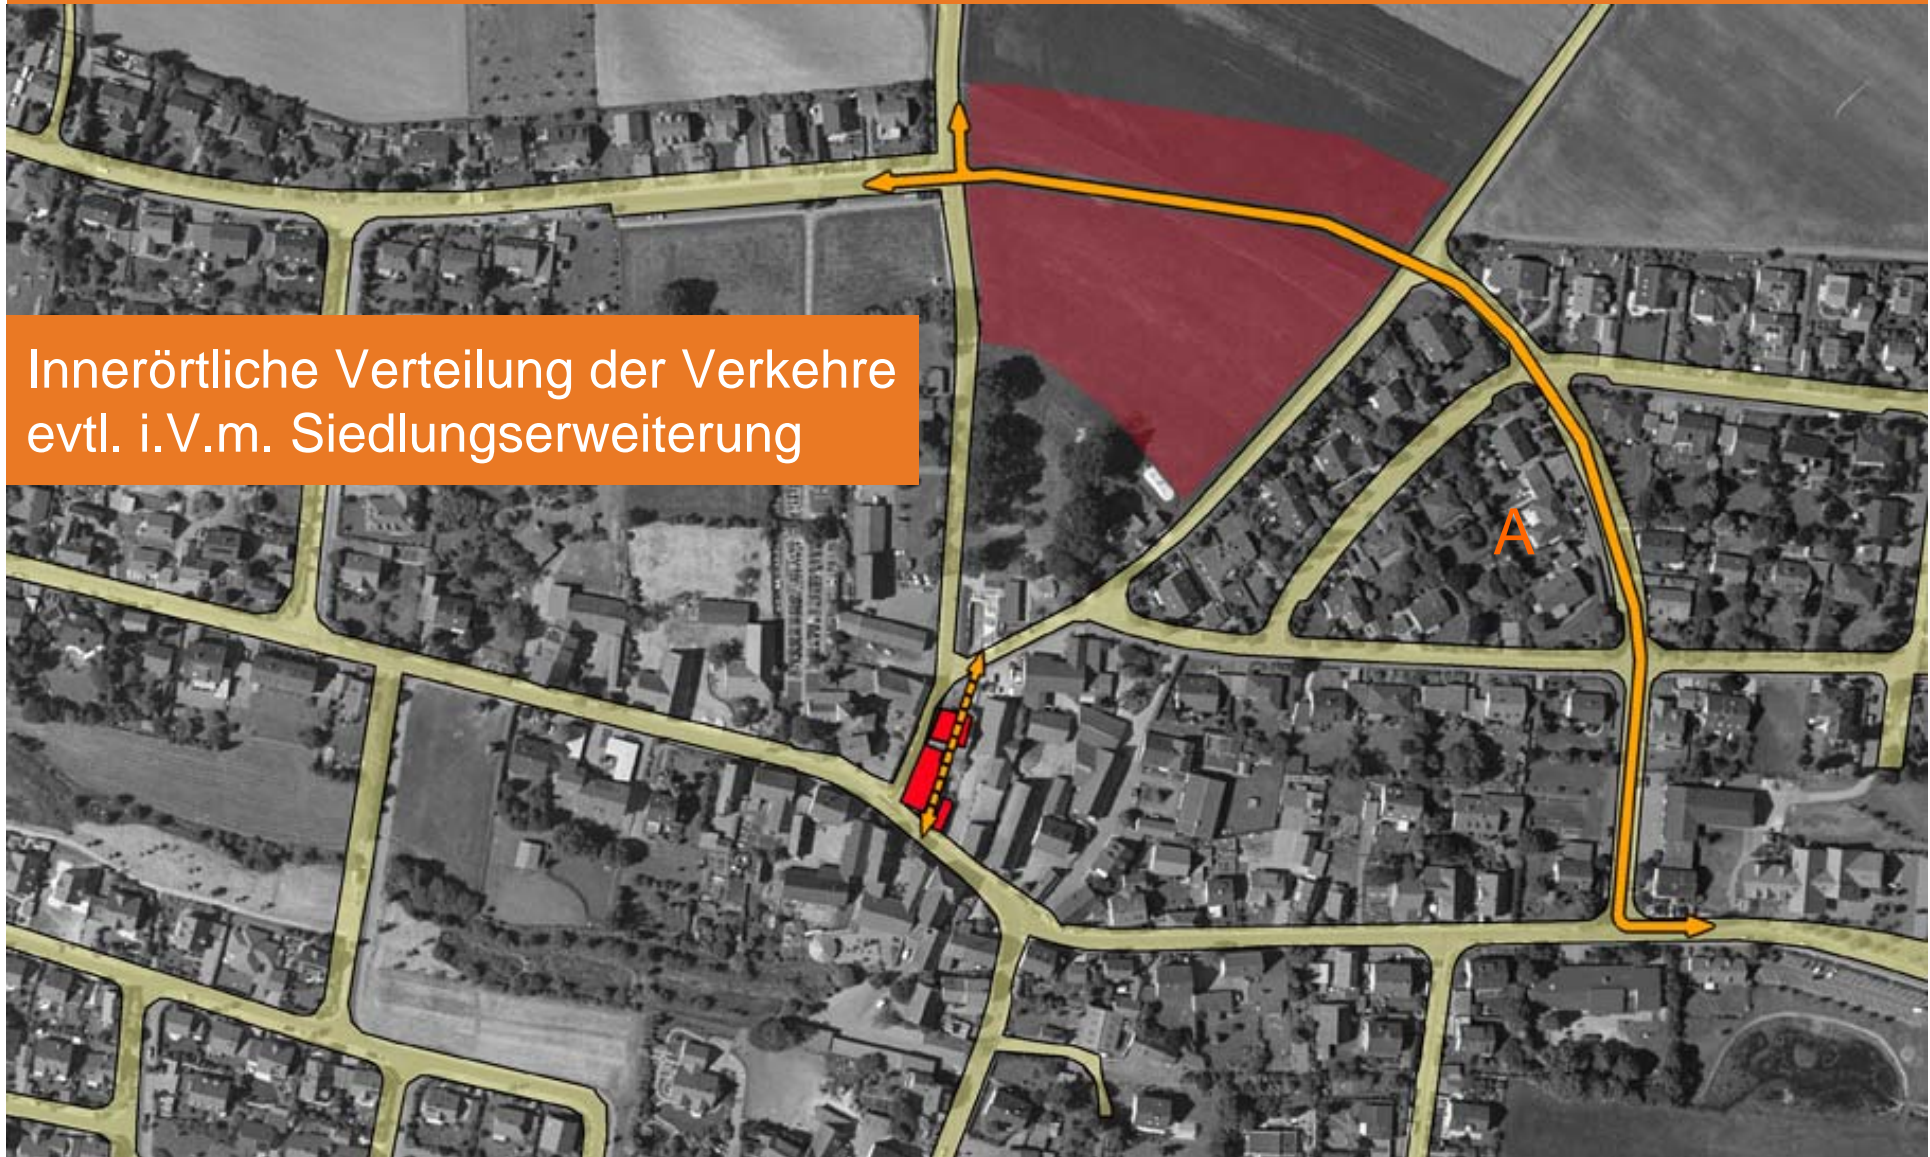 Innerörtliche Verteilung der Verkehre
evtl. i.V.m. Siedlungserweiterung
A